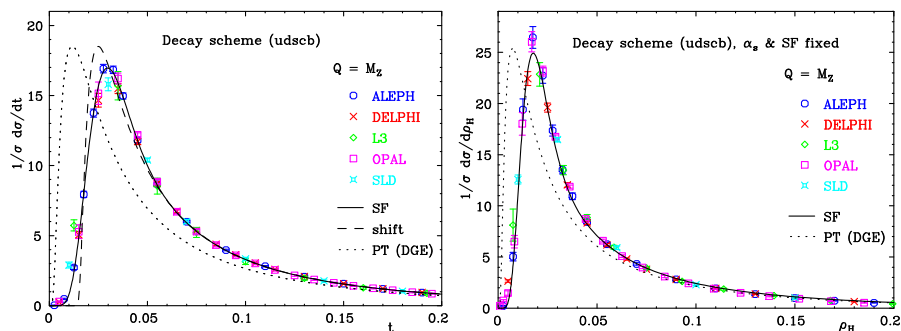 Decay scheme (udscb)
Q = M_Z
ALEPH
DELPHI
L3
OPAL
SLD
SF
shift
PT (DGE)
1/σ dσ/dt
20
15
10
5
0
0
0.05
0.1
0.15
0.2
t
Decay scheme (udscb), α_s & SF fixed
Q = M_Z
ALEPH
DELPHI
L3
OPAL
SLD
SF
PT (DGE)
1/σ dσ/dρ_H
30
25
20
15
10
5
0
0
0.05
0.1
0.15
0.2
ρ_H